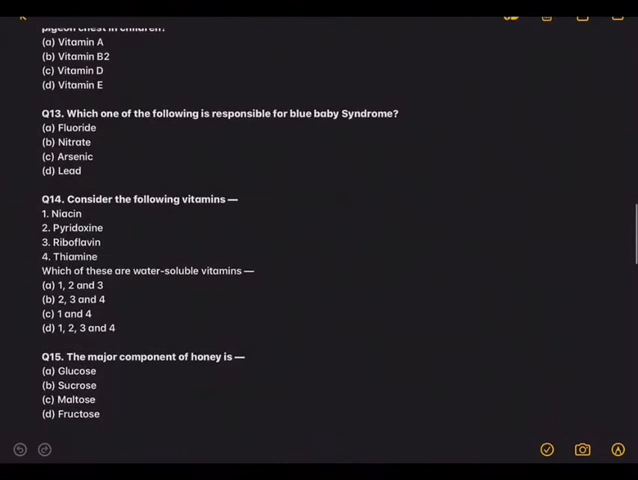 pigeon chest in children?
(a) Vitamin A
(b) Vitamin B2
(c) Vitamin D
(d) Vitamin E
Q13. Which one of the following is responsible for blue baby Syndrome?
(a) Fluoride
(b) Nitrate
(c) Arsenic
(d) Lead
Q14. Consider the following vitamins —
1. Niacin
2. Pyridoxine
3. Riboflavin
4. Thiamine
Which of these are water-soluble vitamins —
(a) 1, 2 and 3
(b) 2, 3 and 4
(c) 1 and 4
(d) 1, 2, 3 and 4
Q15. The major component of honey is —
(a) Glucose
(b) Sucrose
(c) Maltose
(d) Fructose